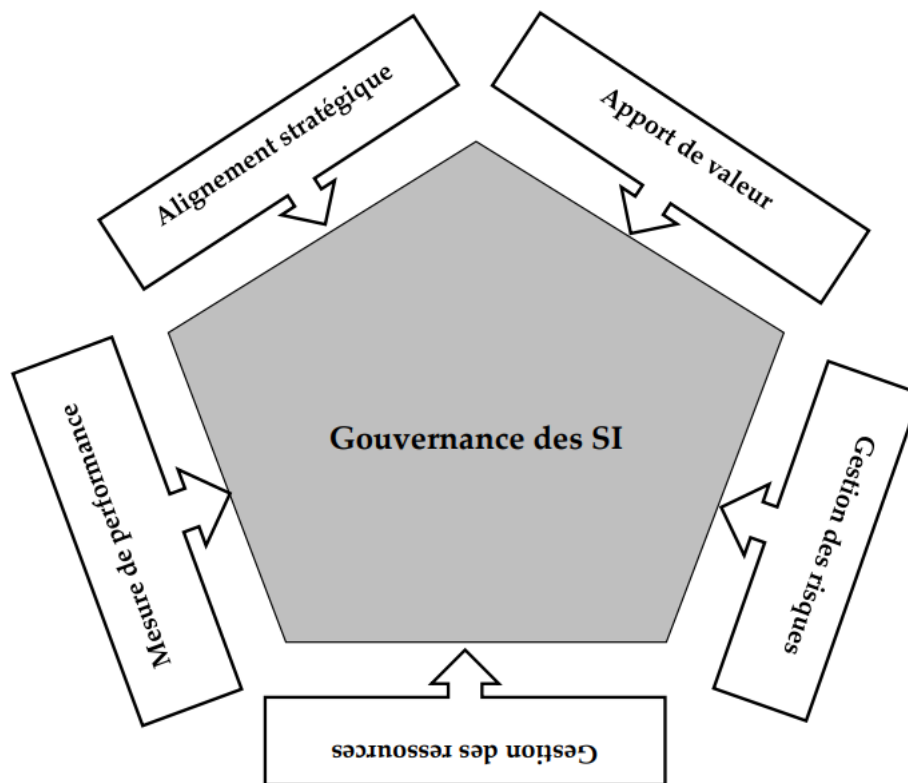 Alignement stratégique
Apport de valeur
Gouvernance des SI
Mesure de performance
Gestion des risques
Gestion des ressources